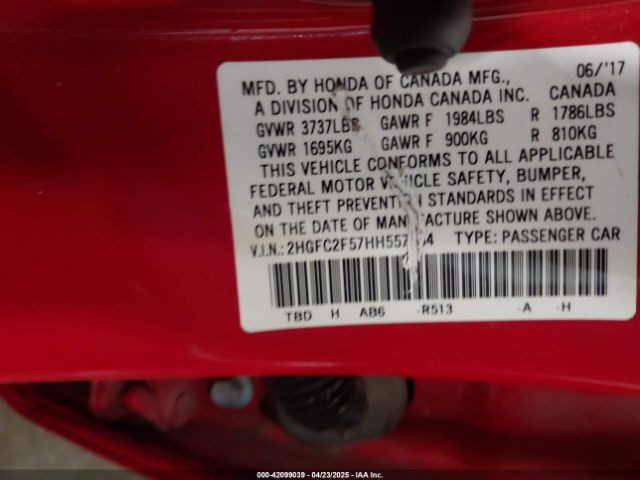 MFD. BY HONDA OF CANADA MFG., 06/'17
A DIVISION OF HONDA CANADA INC. CANADA
GVWR 3737LBS GAWR F 1984LBS R 1786LBS
GVWR 1695KG GAWR F 900KG R 810KG
THIS VEHICLE CONFORMS TO ALL APPLICABLE
FEDERAL MOTOR VEHICLE SAFETY, BUMPER,
AND THEFT PREVENTION STANDARDS IN EFFECT
ON THE DATE OF MANUFACTURE SHOWN ABOVE.
V.I.N.: TYPE: PASSENGER CAR
TBD H AB6 -R513 -A -H
000-42099039 - 04/23/2025 - IAA Inc.